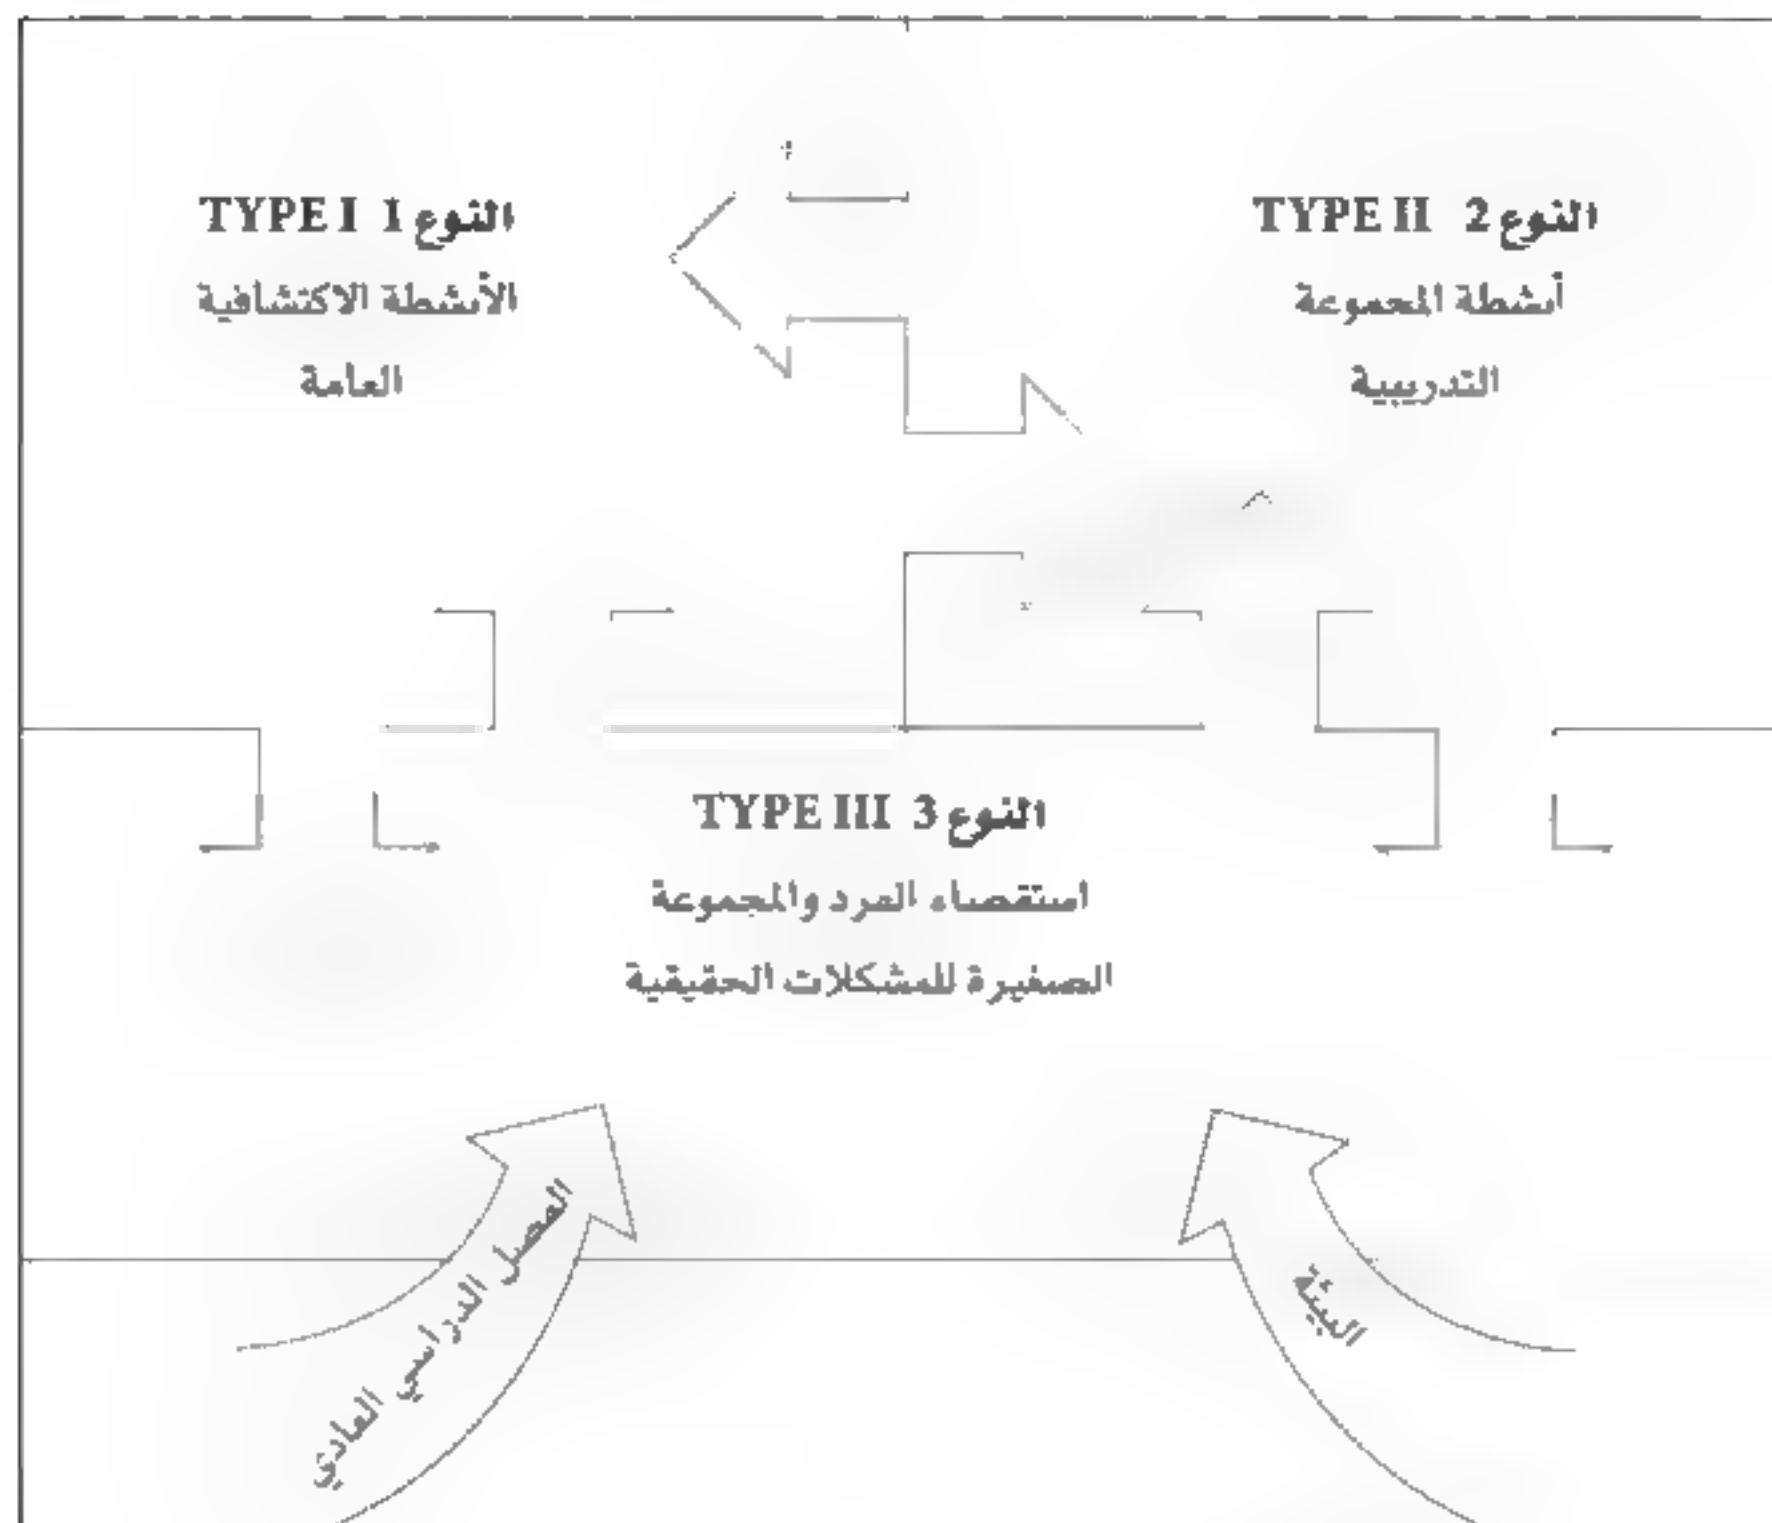 النوع 1 TYPE I
الأنشطة الاكتشافية
العامة
النوع 2 TYPE II
أنشطة المجموعة
التدريبية
النوع 3 TYPE III
استقصاء الفرد والمجموعة
الصغيرة للمشكلات الحقيقية
الفصل الدراسي العادي
البيئة